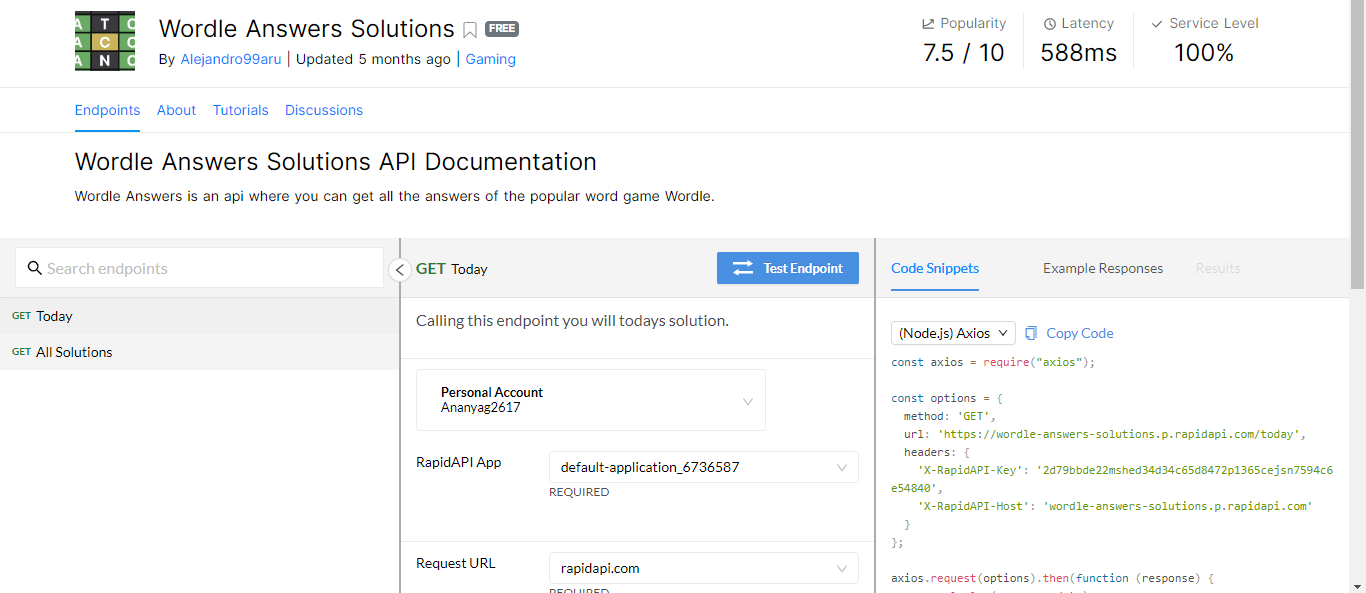 Wordle Answers Solutions FREE
By Alejandro99aru | Updated 5 months ago | Gaming
Popularity
7.5 / 10
Latency
588ms
Service Level
100%
Endpoints About Tutorials Discussions
Wordle Answers Solutions API Documentation
Wordle Answers is an api where you can get all the answers of the popular word game Wordle.
Search endpoints
GET Today
GET All Solutions
GET Today
Test Endpoint
Calling this endpoint you will todays solution.
Personal Account
Ananyag2617
RapidAPI App
default-application_6736587
REQUIRED
Request URL
rapidapi.com
REQUIRED
Code Snippets Example Responses Results
(Node.js) Axios Copy Code
const axios = require("axios");
const options = {
method: 'GET',
url: 'https://wordle-answers-solutions.p.rapidapi.com/today',
headers: {
'X-RapidAPI-Key': '2d79bbde22mshed34d34c65d8472p1365cejsn7594c6
e54840',
'X-RapidAPI-Host': 'wordle-answers-solutions.p.rapidapi.com'
}
};
axios.request(options).then(function (response) {